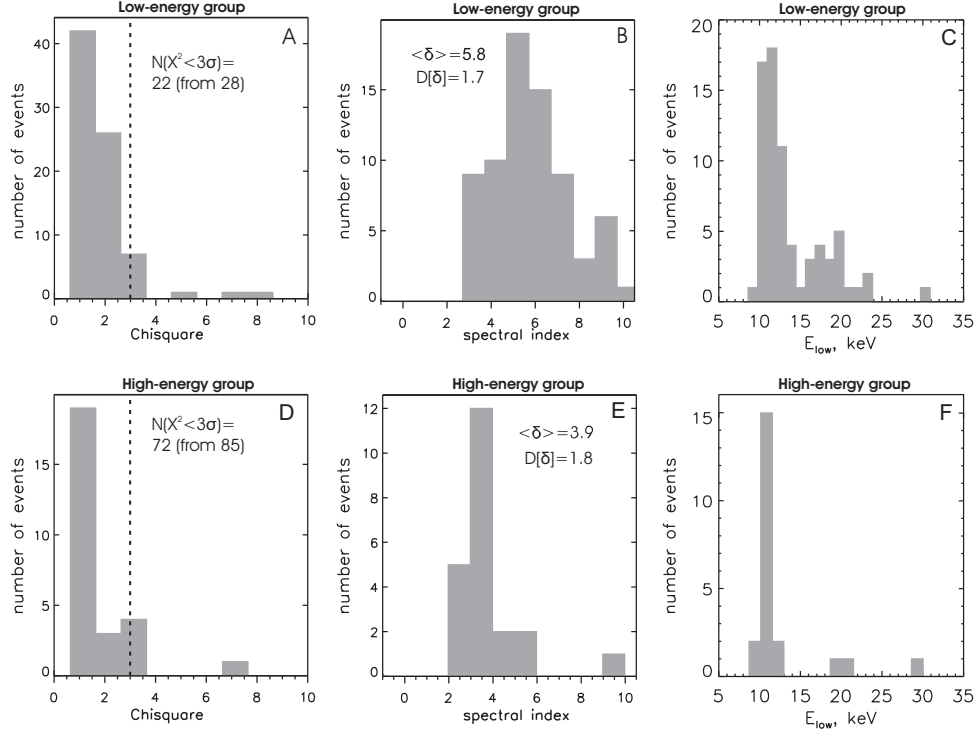 Low-energy group
A
N(X²<3σ)=
22 (from 28)
number of events
40
30
20
10
0
0 2 4 6 8 10
Chisquare
Low-energy group
B
<δ>=5.8
D[δ]=1.7
number of events
15
10
5
0
0 2 4 6 8 10
spectral index
Low-energy group
C
number of events
20
15
10
5
0
5 10 15 20 25 30 35
E_low, keV
High-energy group
D
N(X²<3σ)=
72 (from 85)
number of events
15
10
5
0
0 2 4 6 8 10
Chisquare
High-energy group
E
<δ>=3.9
D[δ]=1.8
number of events
12
10
8
6
4
2
0
0 2 4 6 8 10
spectral index
High-energy group
F
number of events
15
10
5
0
5 10 15 20 25 30 35
E_low, keV